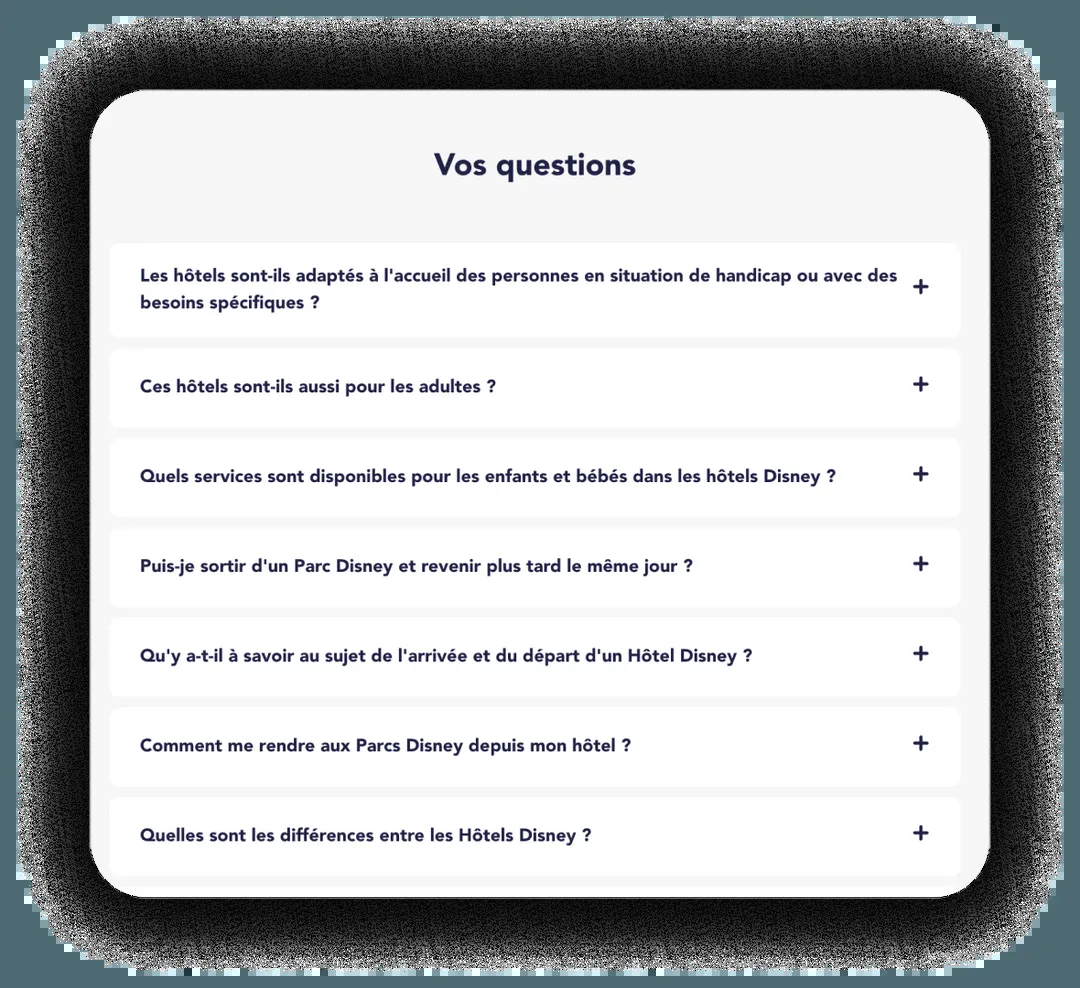 Vos questions
Les hôtels sont-ils adaptés à l'accueil des personnes en situation de handicap ou avec des
besoins spécifiques ?
Ces hôtels sont-ils aussi pour les adultes ?
Quels services sont disponibles pour les enfants et bébés dans les hôtels Disney ?
Puis-je sortir d'un Parc Disney et revenir plus tard le même jour ?
Qu'y a-t-il à savoir au sujet de l'arrivée et du départ d'un Hôtel Disney ?
Comment me rendre aux Parcs Disney depuis mon hôtel ?
Quelles sont les différences entre les Hôtels Disney ?